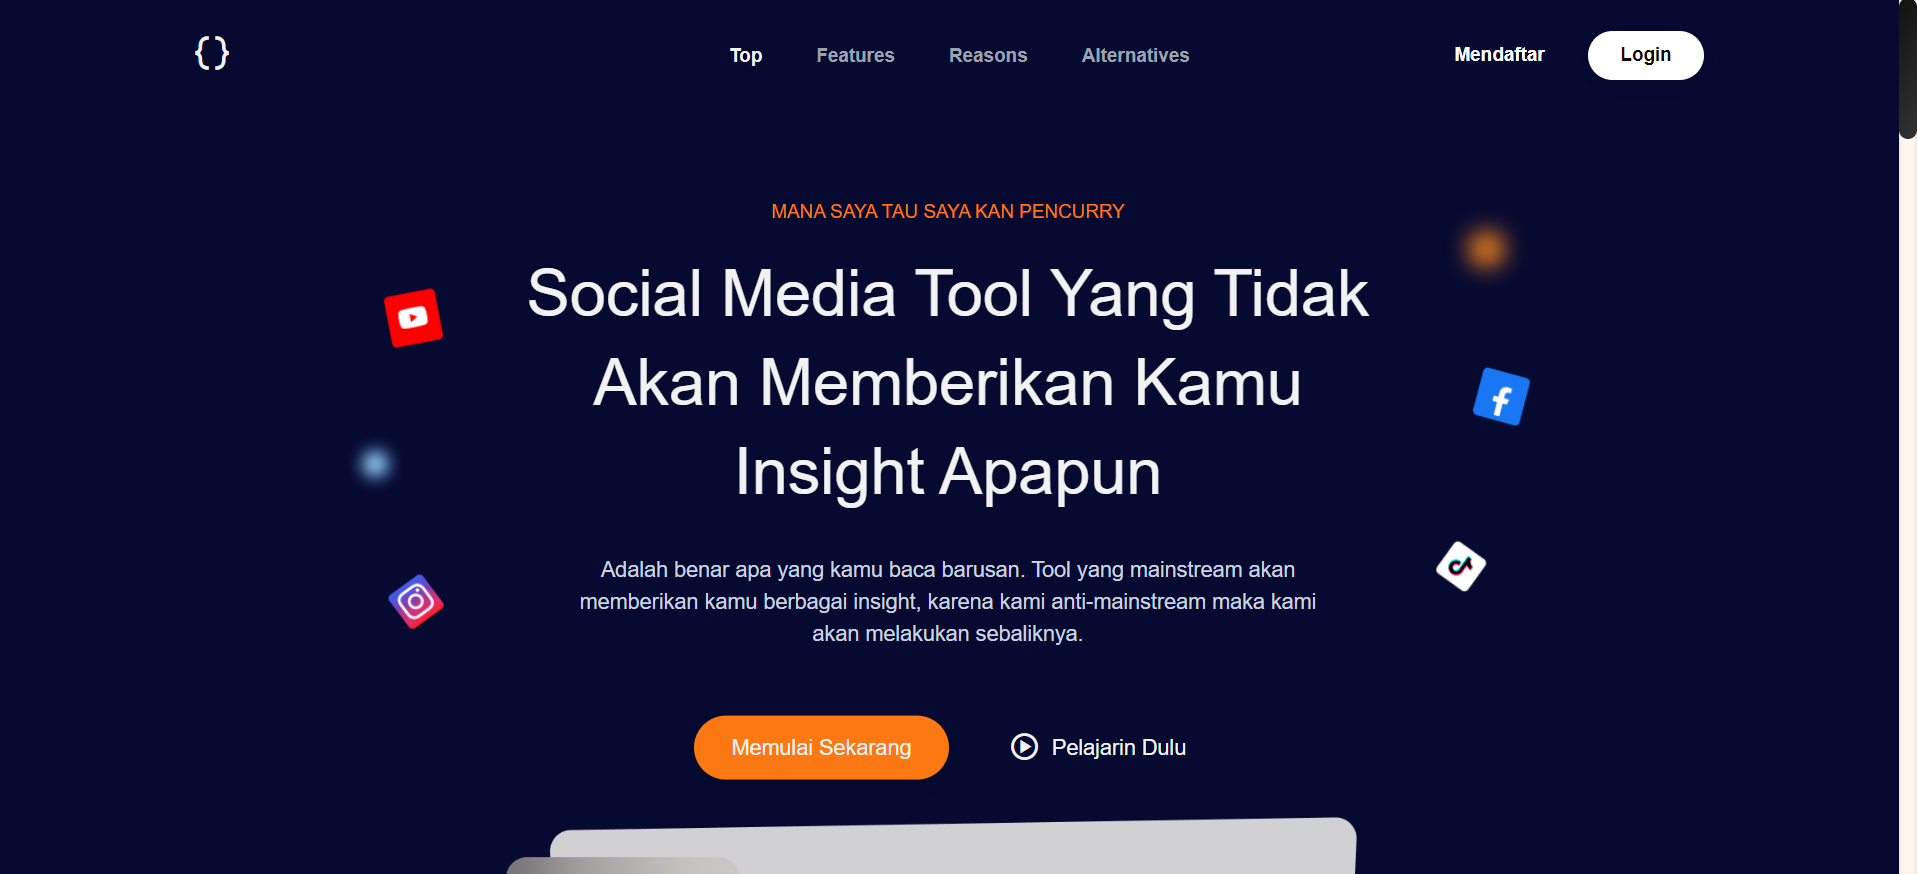 {}
Top Features Reasons Alternatives Mendaftar Login
MANA SAYA TAU SAYA KAN PENCURRY
Social Media Tool Yang Tidak
Akan Memberikan Kamu
Insight Apapun
Adalah benar apa yang kamu baca barusan. Tool yang mainstream akan
memberikan kamu berbagai insight, karena kami anti-mainstream maka kami
akan melakukan sebaliknya.
Memulai Sekarang
Pelajarin Dulu